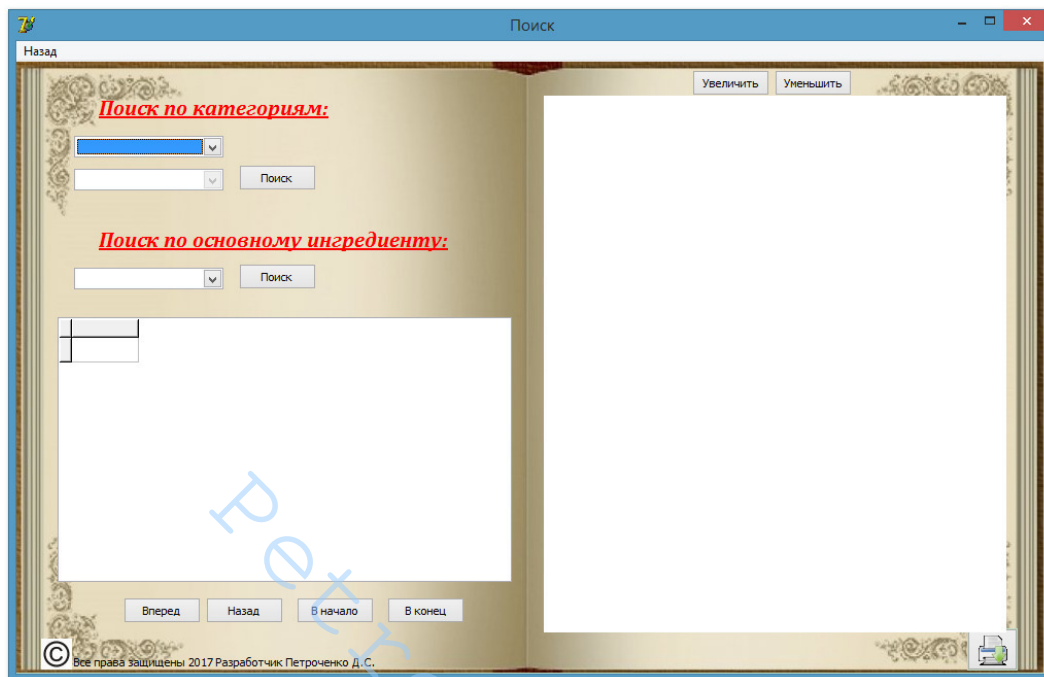 Поиск
Назад
Увеличить Уменьшить
Поиск по категориям:
Поиск
Поиск по основному ингредиенту:
Поиск
Вперед Назад В начало В конец
© Все права защищены 2017 Разработчик Петроченко Д.С.
Petr